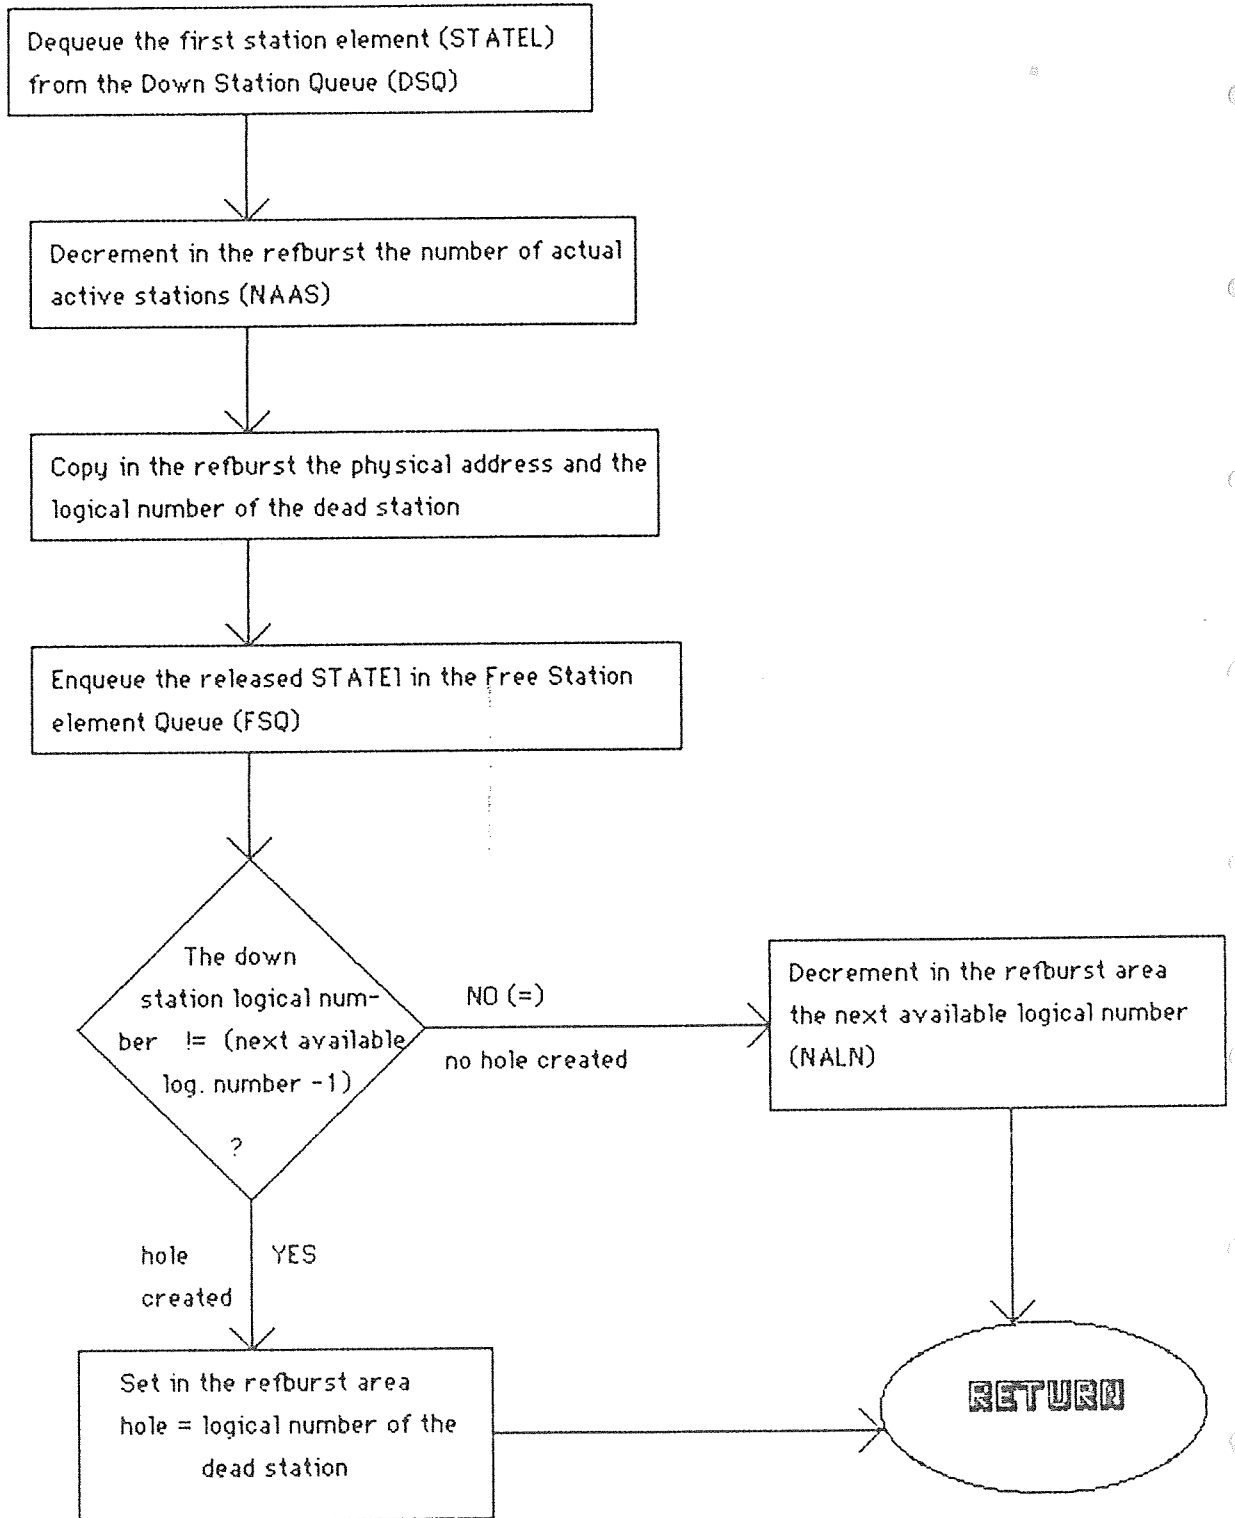 Dequeue the first station element (STATEL)
from the Down Station Queue (DSQ)
Decrement in the refburst the number of actual
active stations (NAAS)
Copy in the refburst the physical address and the
logical number of the dead station
Enqueue the released STATEl in the Free Station
element Queue (FSQ)
The down
station logical num-
ber != (next available
log. number -1)
?
NO (=)
no hole created
Decrement in the refburst area
the next available logical number
(NALN)
hole YES
created
Set in the refburst area
hole = logical number of the
dead station
RETURN